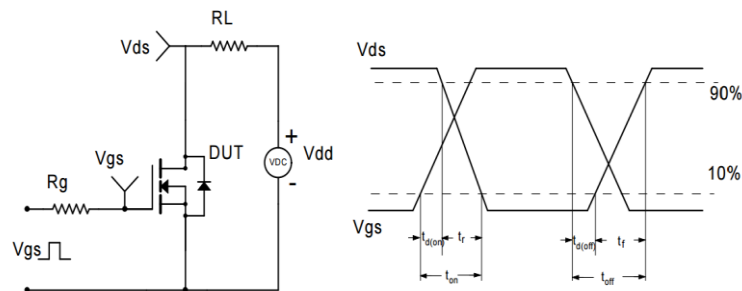 RL
Vds
Vgs
DUT
VDC
+
-
Vdd
Rg
Vgs
Vds
90%
10%
Vgs
td(on)
tr
ton
td(off)
tf
toff